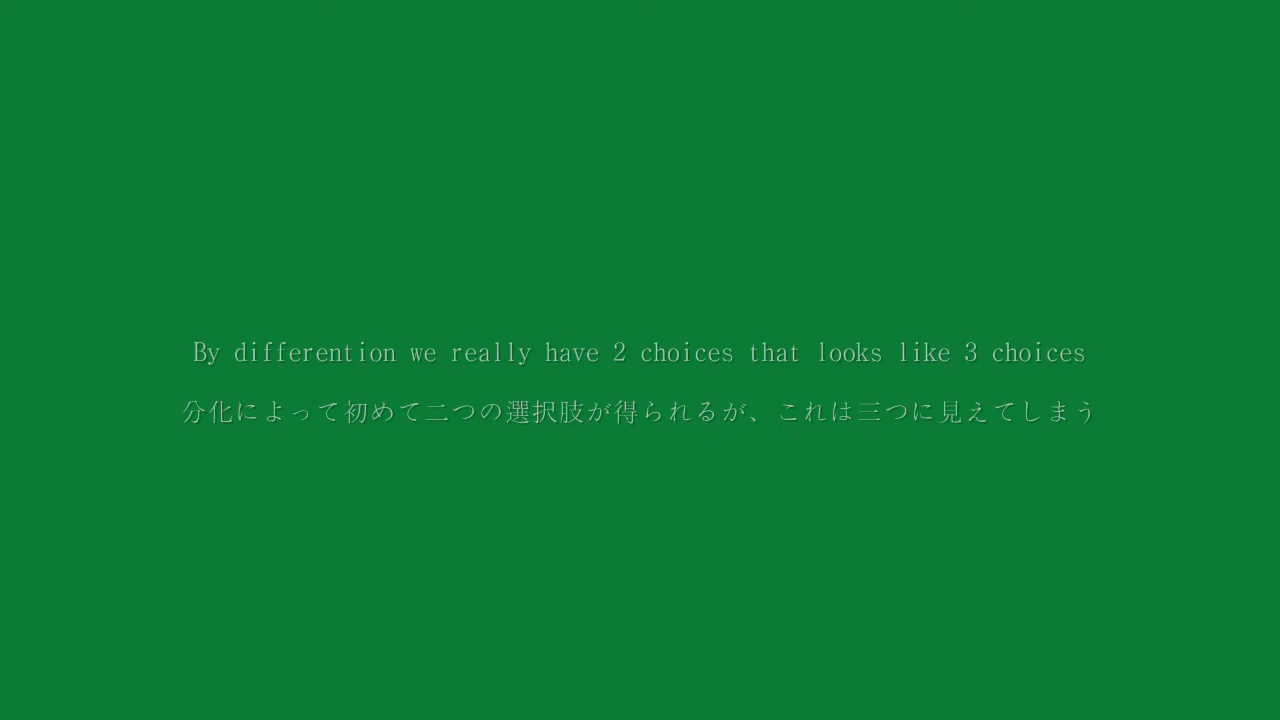 By differention we really have 2 choices that looks like 3 choices
分化によって初めて二つの選択肢が得られるが、これは三つに見えてしまう